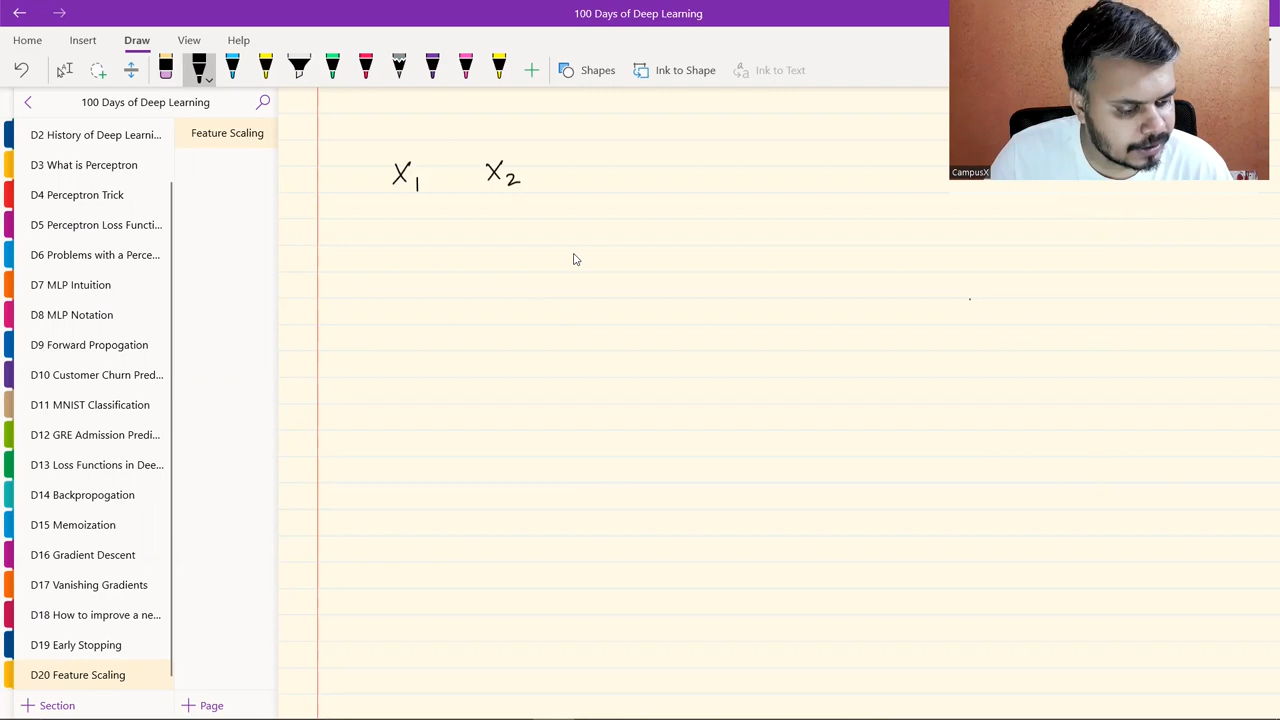 100 Days of Deep Learning
Home Insert Draw View Help
Shapes Ink to Shape Ink to Text
100 Days of Deep Learning
D2 History of Deep Learni...
D3 What is Perceptron
D4 Perceptron Trick
D5 Perceptron Loss Functi...
D6 Problems with a Perce...
D7 MLP Intuition
D8 MLP Notation
D9 Forward Propogation
D10 Customer Churn Pred...
D11 MNIST Classification
D12 GRE Admission Predi...
D13 Loss Functions in Dee...
D14 Backpropogation
D15 Memoization
D16 Gradient Descent
D17 Vanishing Gradients
D18 How to improve a ne...
D19 Early Stopping
D20 Feature Scaling
Section
Feature Scaling
Page
X₁ X₂
CampusX